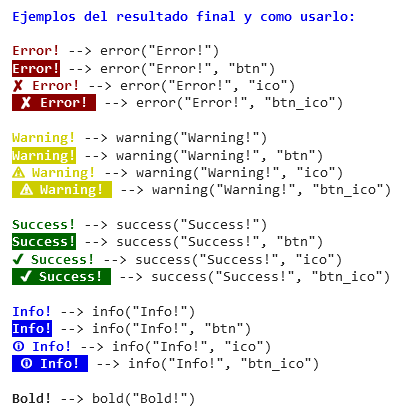 Ejemplos del resultado final y como usarlo:
Error! --> error("Error!")
Error! --> error("Error!", "btn")
✘ Error! --> error("Error!", "ico")
✘ Error! --> error("Error!", "btn_ico")
Warning! --> warning("Warning!")
Warning! --> warning("Warning!", "btn")
⚠ Warning! --> warning("Warning!", "ico")
⚠ Warning! --> warning("Warning!", "btn_ico")
Success! --> success("Success!")
Success! --> success("Success!", "btn")
✔ Success! --> success("Success!", "ico")
✔ Success! --> success("Success!", "btn_ico")
Info! --> info("Info!")
Info! --> info("Info!", "btn")
🛈 Info! --> info("Info!", "ico")
🛈 Info! --> info("Info!", "btn_ico")
Bold! --> bold("Bold!")